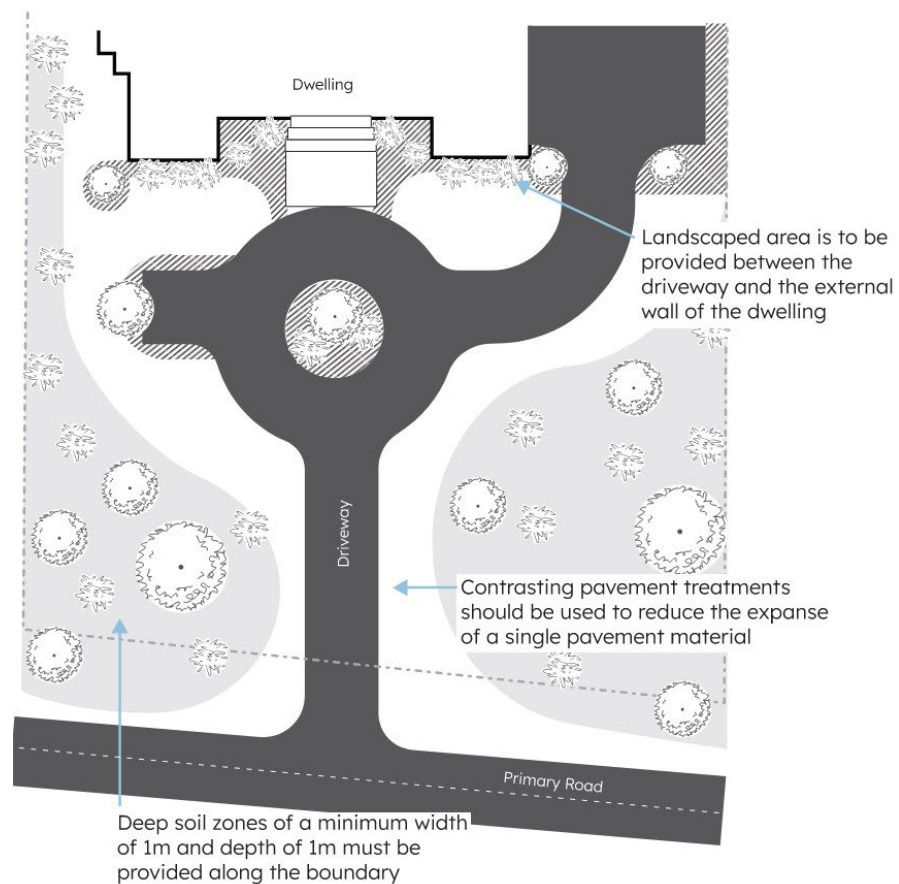 Dwelling
Landscaped area is to be
provided between the
driveway and the external
wall of the dwelling
Driveway
Contrasting pavement treatments
should be used to reduce the expanse
of a single pavement material
Primary Road
Deep soil zones of a minimum width
of 1m and depth of 1m must be
provided along the boundary